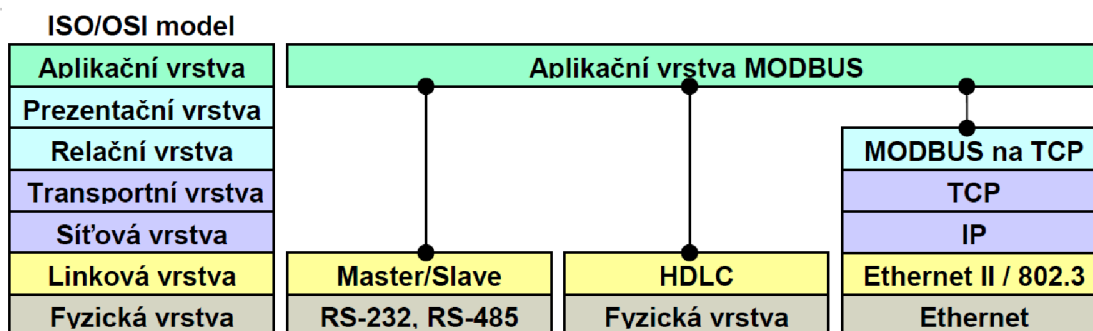 ISO/OSI model
Aplikační vrstva
Aplikační vrstva MODBUS
Prezentační vrstva
Relační vrstva
MODBUS na TCP
Transportní vrstva
TCP
Síťová vrstva
IP
Linková vrstva
Master/Slave
HDLC
Ethernet II / 802.3
Fyzická vrstva
RS-232, RS-485
Fyzická vrstva
Ethernet